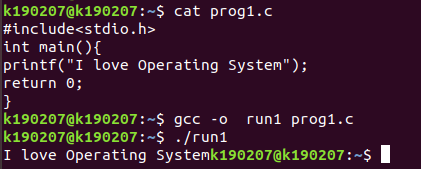 k190207@k190207:~$ cat prog1.c
#include<stdio.h>
int main(){
printf("I love Operating System");
return 0;
}
k190207@k190207:~$ gcc -o  run1 prog1.c
k190207@k190207:~$ ./run1
I love Operating Systemk190207@k190207:~$